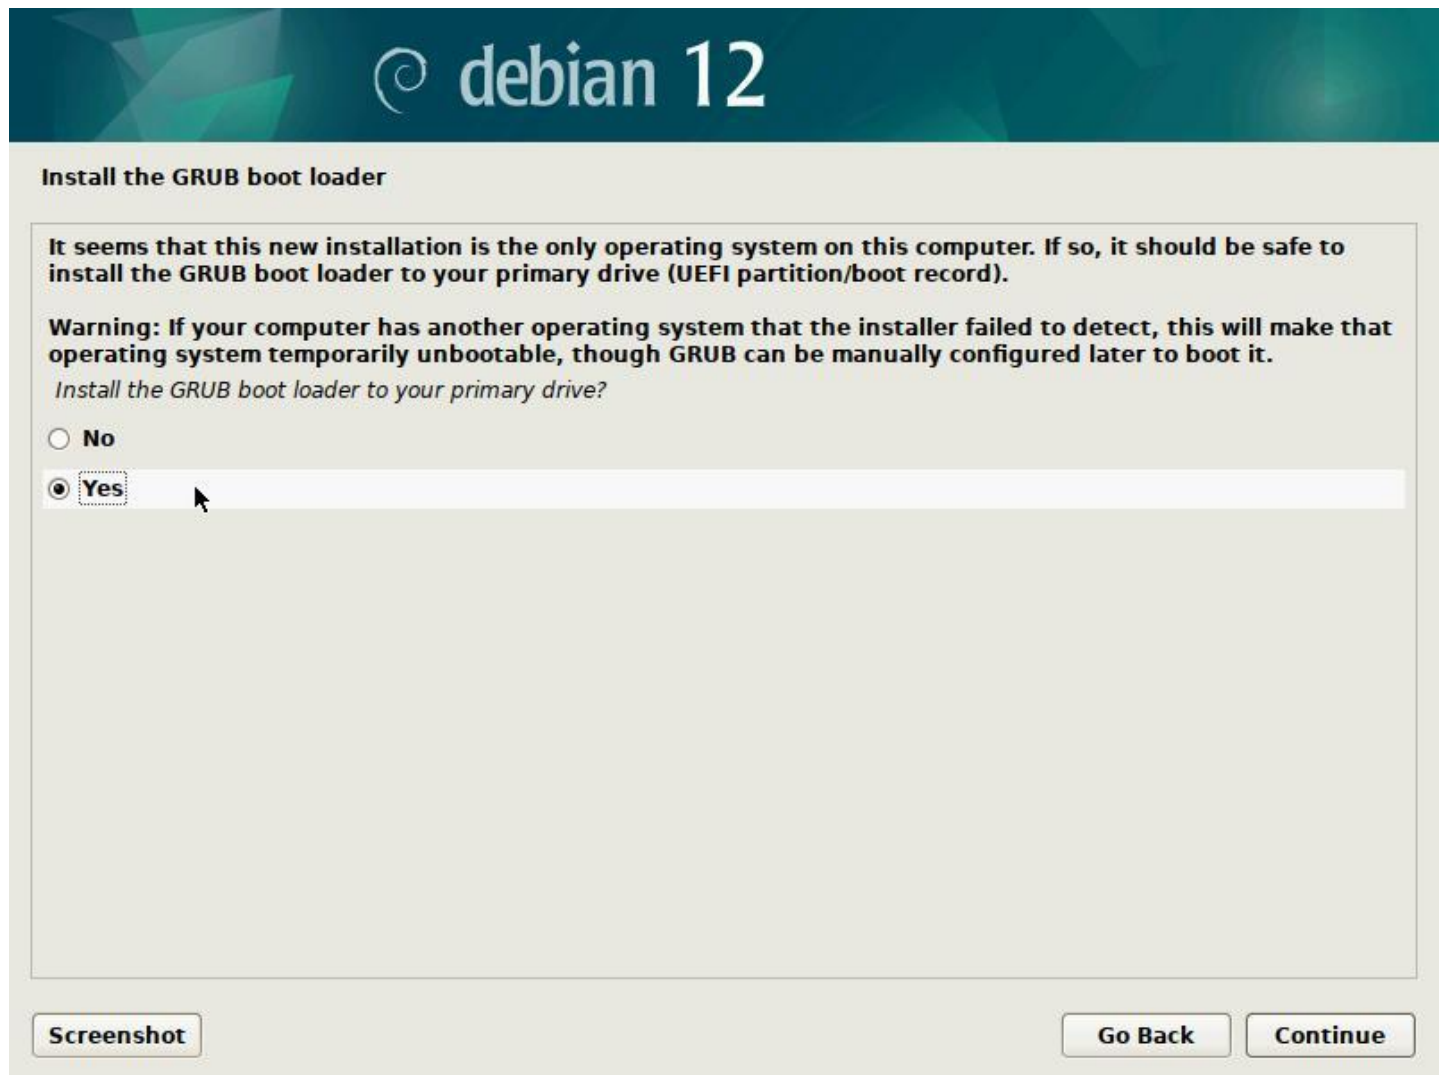 debian 12
Install the GRUB boot loader
It seems that this new installation is the only operating system on this computer. If so, it should be safe to
install the GRUB boot loader to your primary drive (UEFI partition/boot record).
Warning: If your computer has another operating system that the installer failed to detect, this will make that
operating system temporarily unbootable, though GRUB can be manually configured later to boot it.
Install the GRUB boot loader to your primary drive?
No
Yes
Screenshot
Go Back
Continue